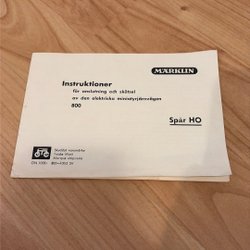 MÄRKLIN
Instruktioner
för anslutning och skötsel
av den elektriska miniatyrjärnvägen
800
Spår HO